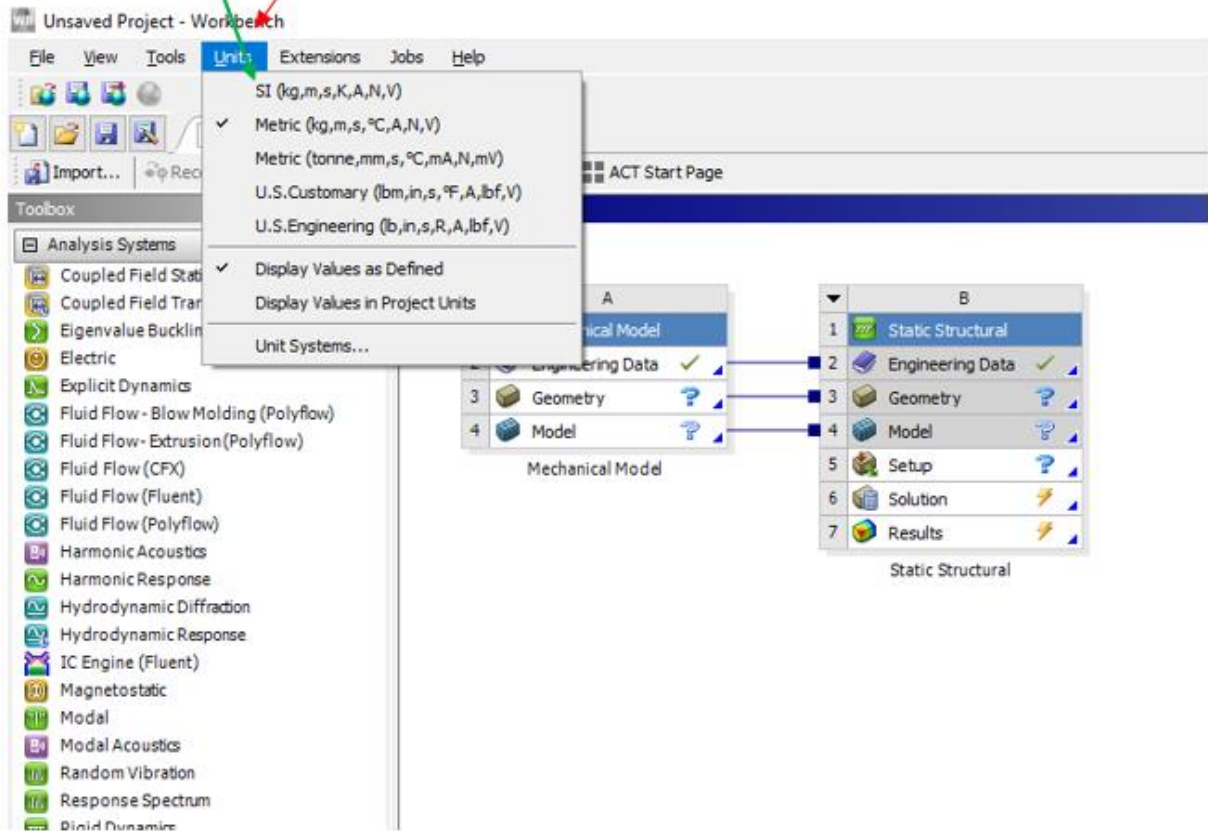 Unsaved Project - Workbench
File View Tools Units Extensions Jobs Help
SI (kg,m,s,K,A,N,V)
Metric (kg,m,s,°C,A,N,V)
Metric (tonne,mm,s,°C,mA,N,mV)
U.S.Customary (lbm,in,s,°F,A,lbf,V)
U.S.Engineering (lb,in,s,R,A,lbf,V)
Display Values as Defined
Display Values in Project Units
Unit Systems...
Import... Rec
ACT Start Page
Toolbox
Analysis Systems
Coupled Field Stati
Coupled Field Tran
Eigenvalue Bucklin
Electric
Explicit Dynamics
Fluid Flow - Blow Molding (Polyflow)
Fluid Flow - Extrusion (Polyflow)
Fluid Flow (CFX)
Fluid Flow (Fluent)
Fluid Flow (Polyflow)
Harmonic Acoustics
Harmonic Response
Hydrodynamic Diffraction
Hydrodynamic Response
IC Engine (Fluent)
Magnetostatic
Modal
Modal Acoustics
Random Vibration
Response Spectrum
Rigid Dynamics
A
ical Model
2 Engineering Data
3 Geometry
4 Model
Mechanical Model
B
1 Static Structural
2 Engineering Data
3 Geometry
4 Model
5 Setup
6 Solution
7 Results
Static Structural